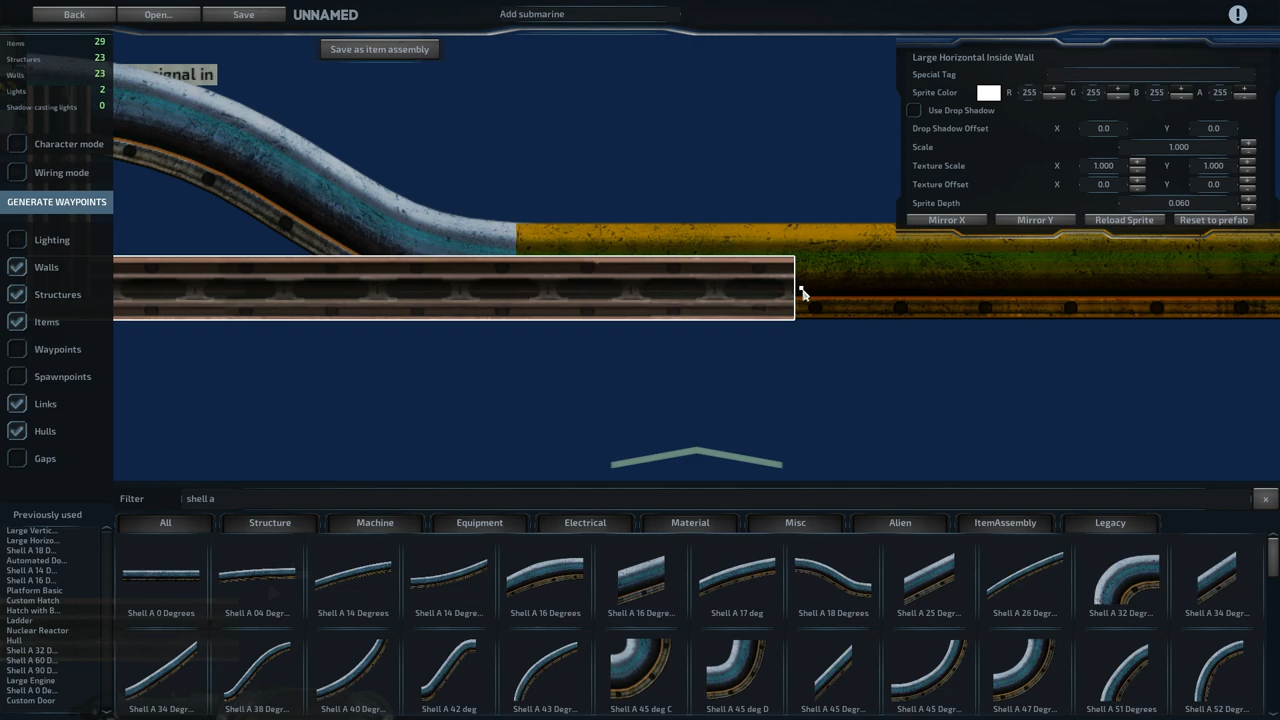 Back
Open...
Save
UNNAMED
Add submarine
Save as item assembly
Items 29
Structures 23
Walls 23
Lights 2
Shadow-casting lights 0
signal in
Character mode
Wiring mode
GENERATE WAYPOINTS
Lighting
Walls
Structures
Items
Waypoints
Spawnpoints
Links
Hulls
Gaps
Large Horizontal Inside Wall
Special Tag
Sprite Color R 255 G 255 B 255 A 255
Use Drop Shadow
Drop Shadow Offset X 0.0 Y 0.0
Scale 1.000
Texture Scale X 1.000 Y 1.000
Texture Offset X 0.0 Y 0.0
Sprite Depth 0.060
Mirror X Mirror Y Reload Sprite Reset to prefab
Filter shell a
All Structure Machine Equipment Electrical Material Misc Alien ItemAssembly Legacy
Previously used
Large Vertic...
Large Horizo...
Shell A 18 D...
Automated Do...
Shell A 14 D...
Shell A 16 D...
Platform Basic
Custom Hatch
Hatch with B...
Ladder
Nuclear Reactor
Hull
Shell A 32 D...
Shell A 60 D...
Shell A 90 D...
Large Engine
Shell A 0 De...
Custom Door
Shell A 0 Degrees
Shell A 04 Degr...
Shell A 14 Degrees
Shell A 14 Degre...
Shell A 16 Degrees
Shell A 16 Degre...
Shell A 17 deg
Shell A 18 Degrees
Shell A 25 Degr...
Shell A 26 Degr...
Shell A 32 Degr...
Shell A 34 Degr...
Shell A 34 Degr...
Shell A 38 Degr...
Shell A 40 Degr...
Shell A 42 deg
Shell A 43 Degr...
Shell A 45 deg C
Shell A 45 deg D
Shell A 45 Degr...
Shell A 45 Degr...
Shell A 47 Degr...
Shell A 51 Degrees
Shell A 52 Degr...